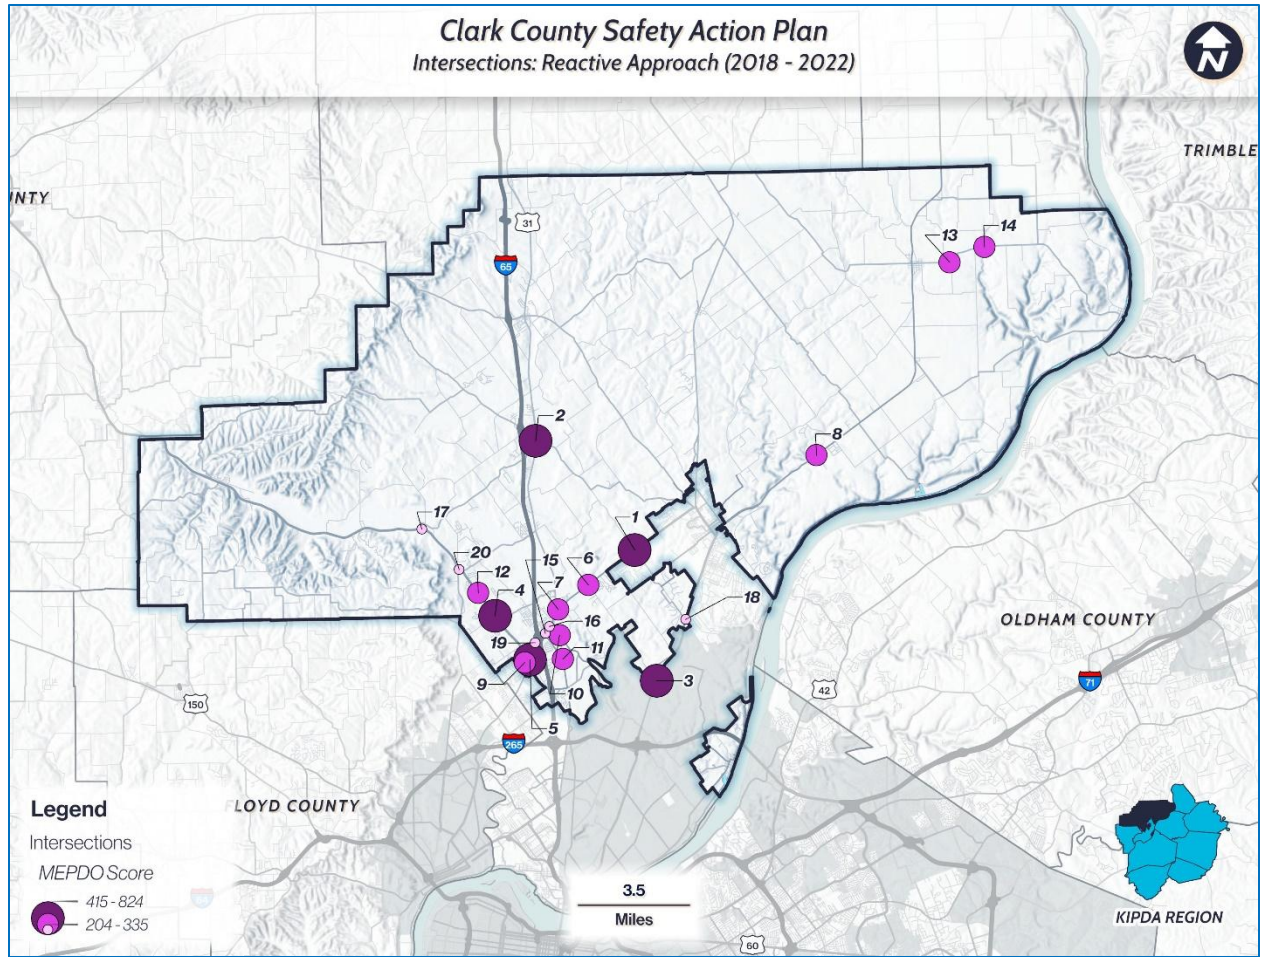 Clark County Safety Action Plan
Intersections: Reactive Approach (2018 - 2022)
N
TRIMBLE
UNTY
31
65
13
14
2
8
17
1
20
15
6
12
4
7
16
18
19
11
OLDHAM COUNTY
9
10
3
5
71
42
150
265
Legend
FLOYD COUNTY
Intersections
MEPDO Score
415 - 824
204 - 335
3.5
Miles
KIPDA REGION
60